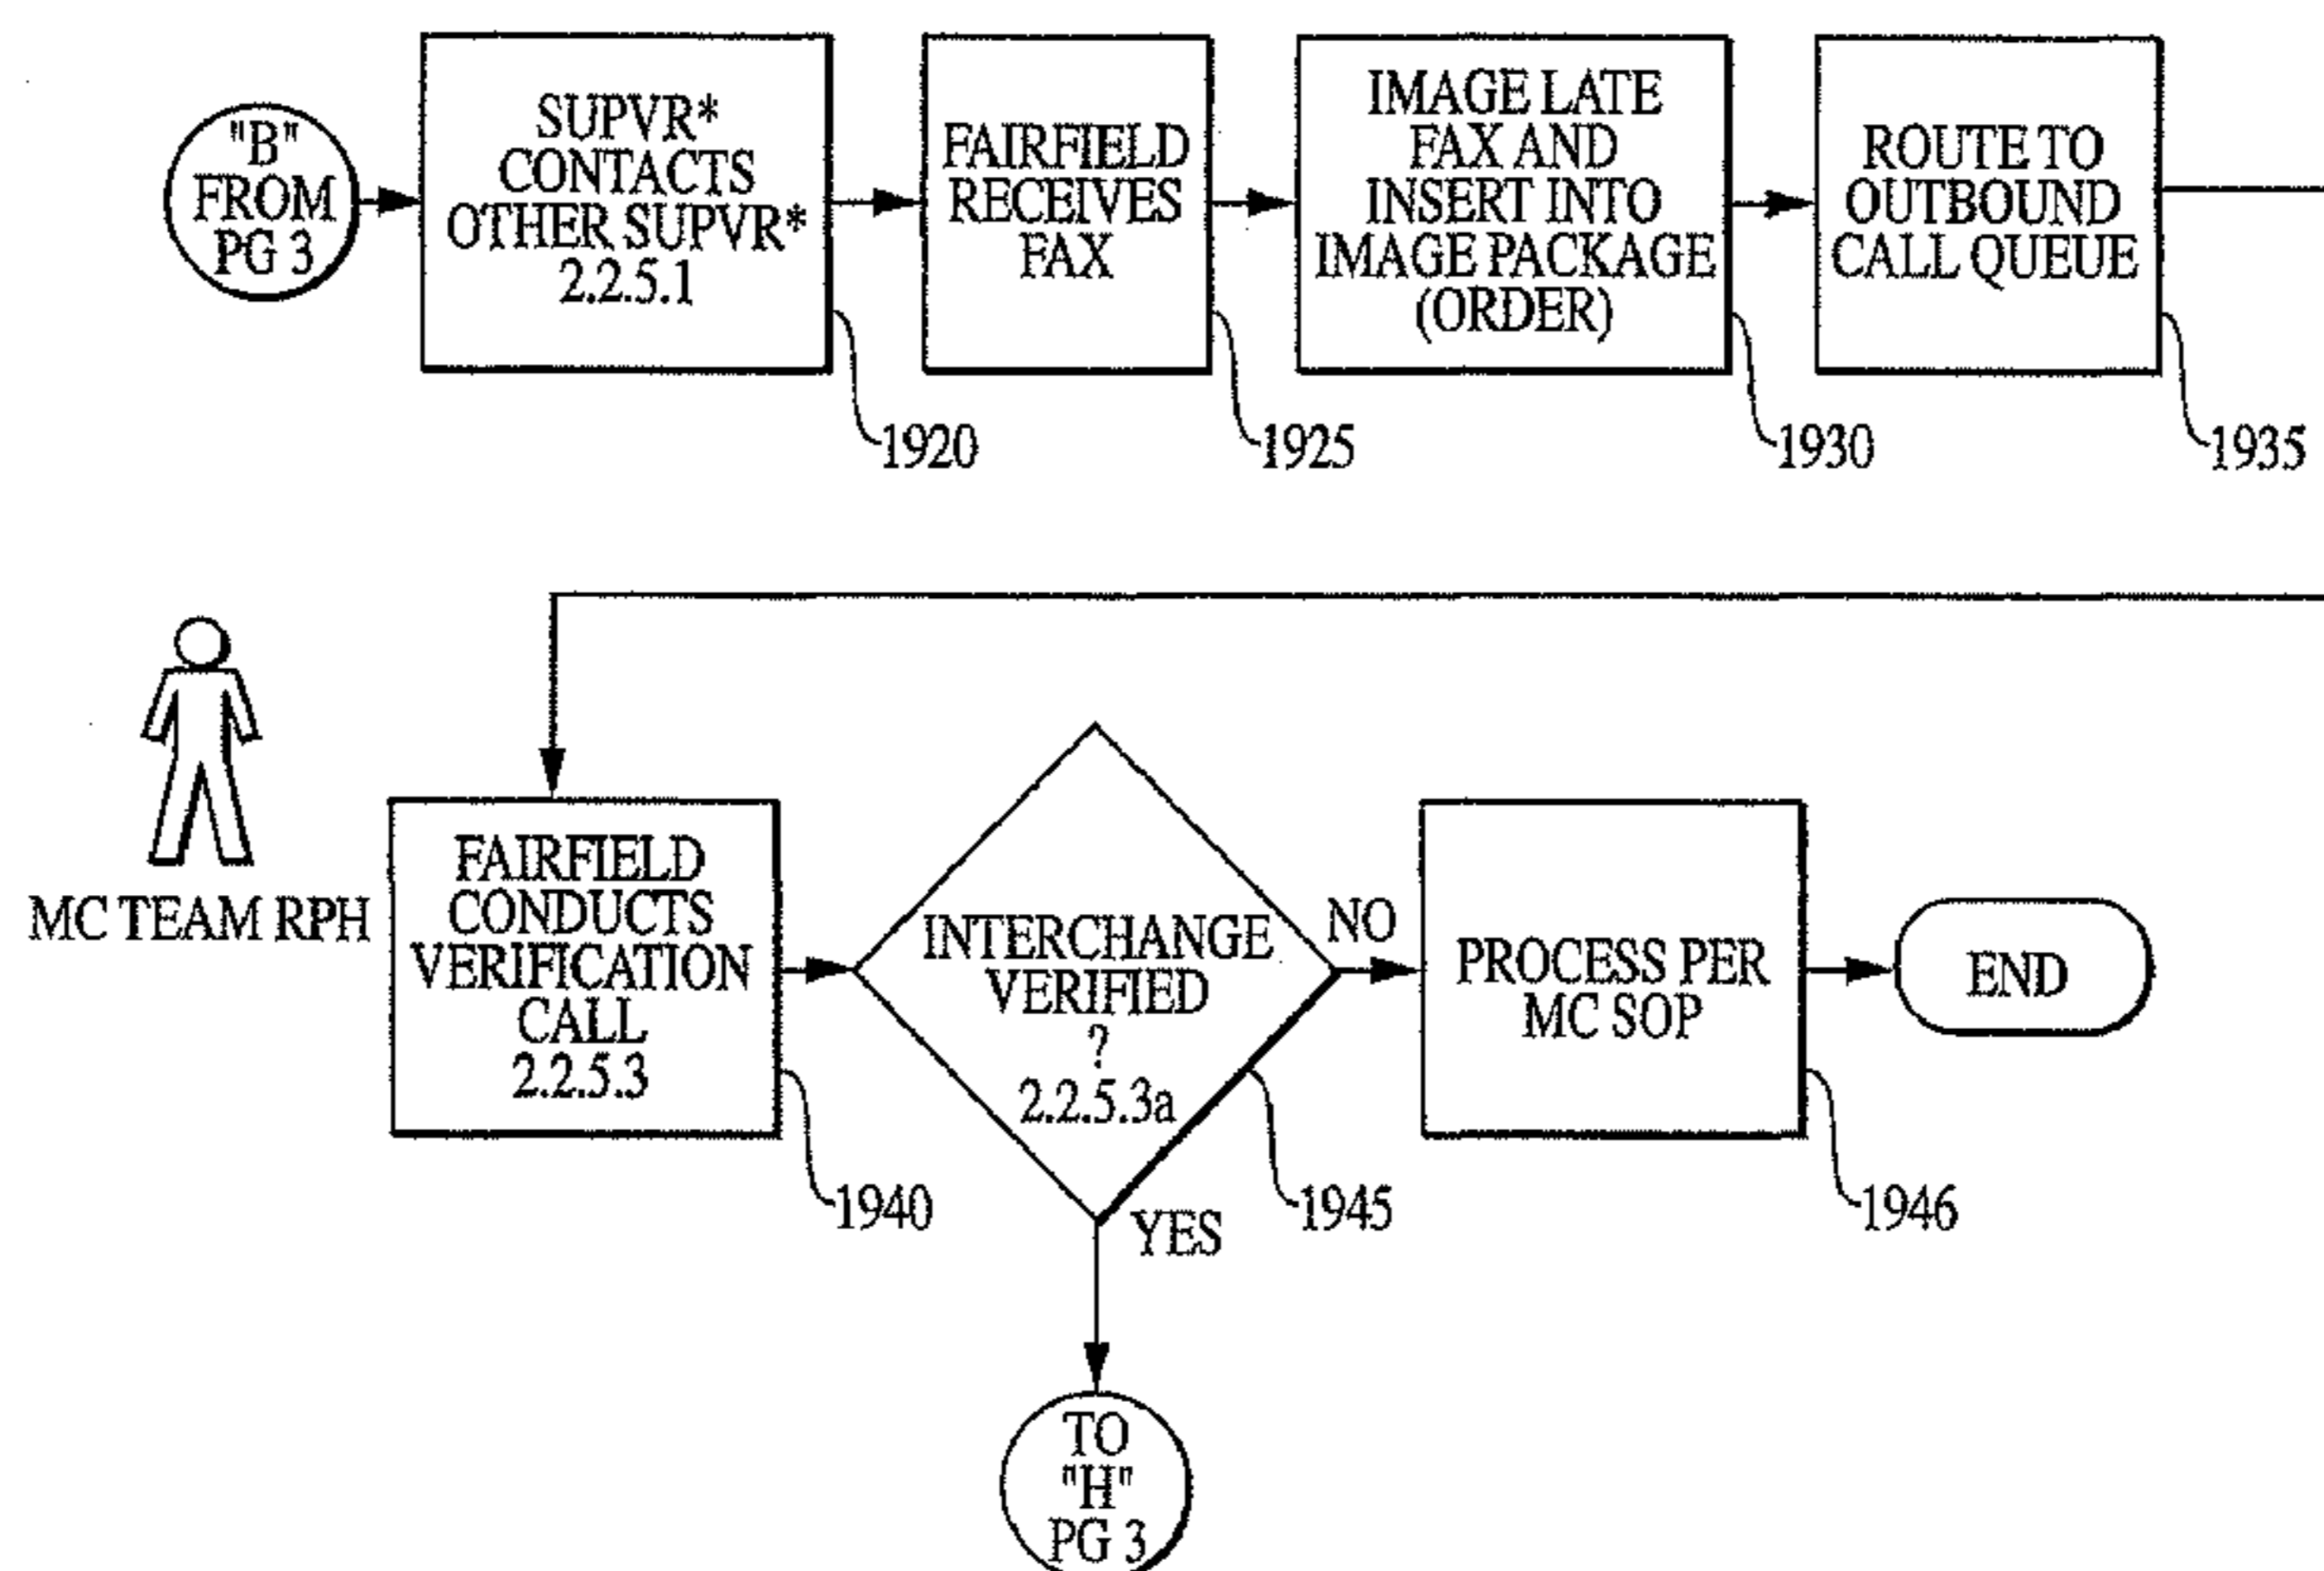 "B"
FROM
PG 3
SUPVR*
CONTACTS
OTHER SUPVR*
2.2.5.1
1920
FAIRFIELD
RECEIVES
FAX
1925
IMAGE LATE
FAX AND
INSERT INTO
IMAGE PACKAGE
(ORDER)
1930
ROUTE TO
OUTBOUND
CALL QUEUE
1935
MC TEAM RPH
FAIRFIELD
CONDUCTS
VERIFICATION
CALL
2.2.5.3
1940
INTERCHANGE
VERIFIED
?
2.2.5.3a
1945
NO
PROCESS PER
MC SOP
1946
END
YES
TO
"H"
PG 3